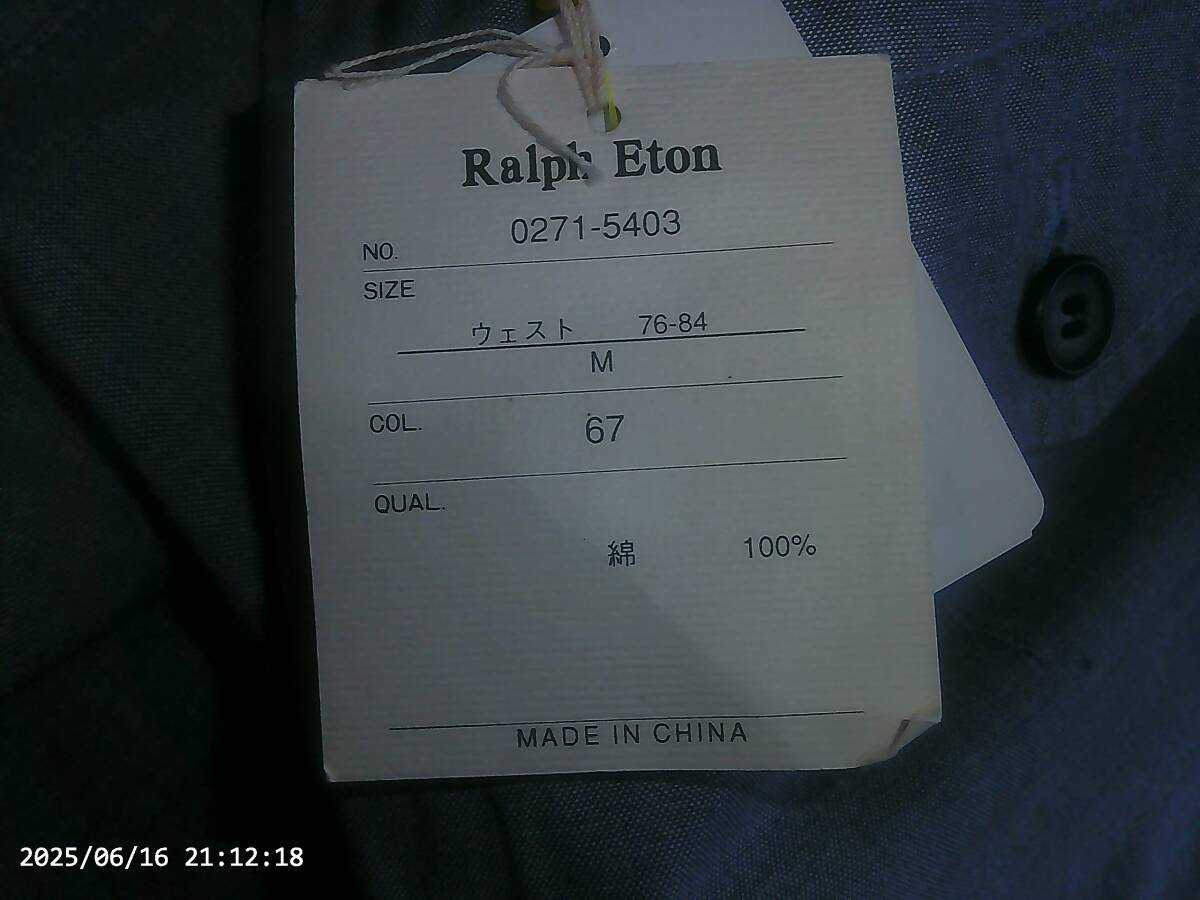 Ralph Eton
NO. 0271-5403
SIZE
ウェスト 76-84
M
COL. 67
QUAL.
綿 100%
MADE IN CHINA
2025/06/16 21:12:18